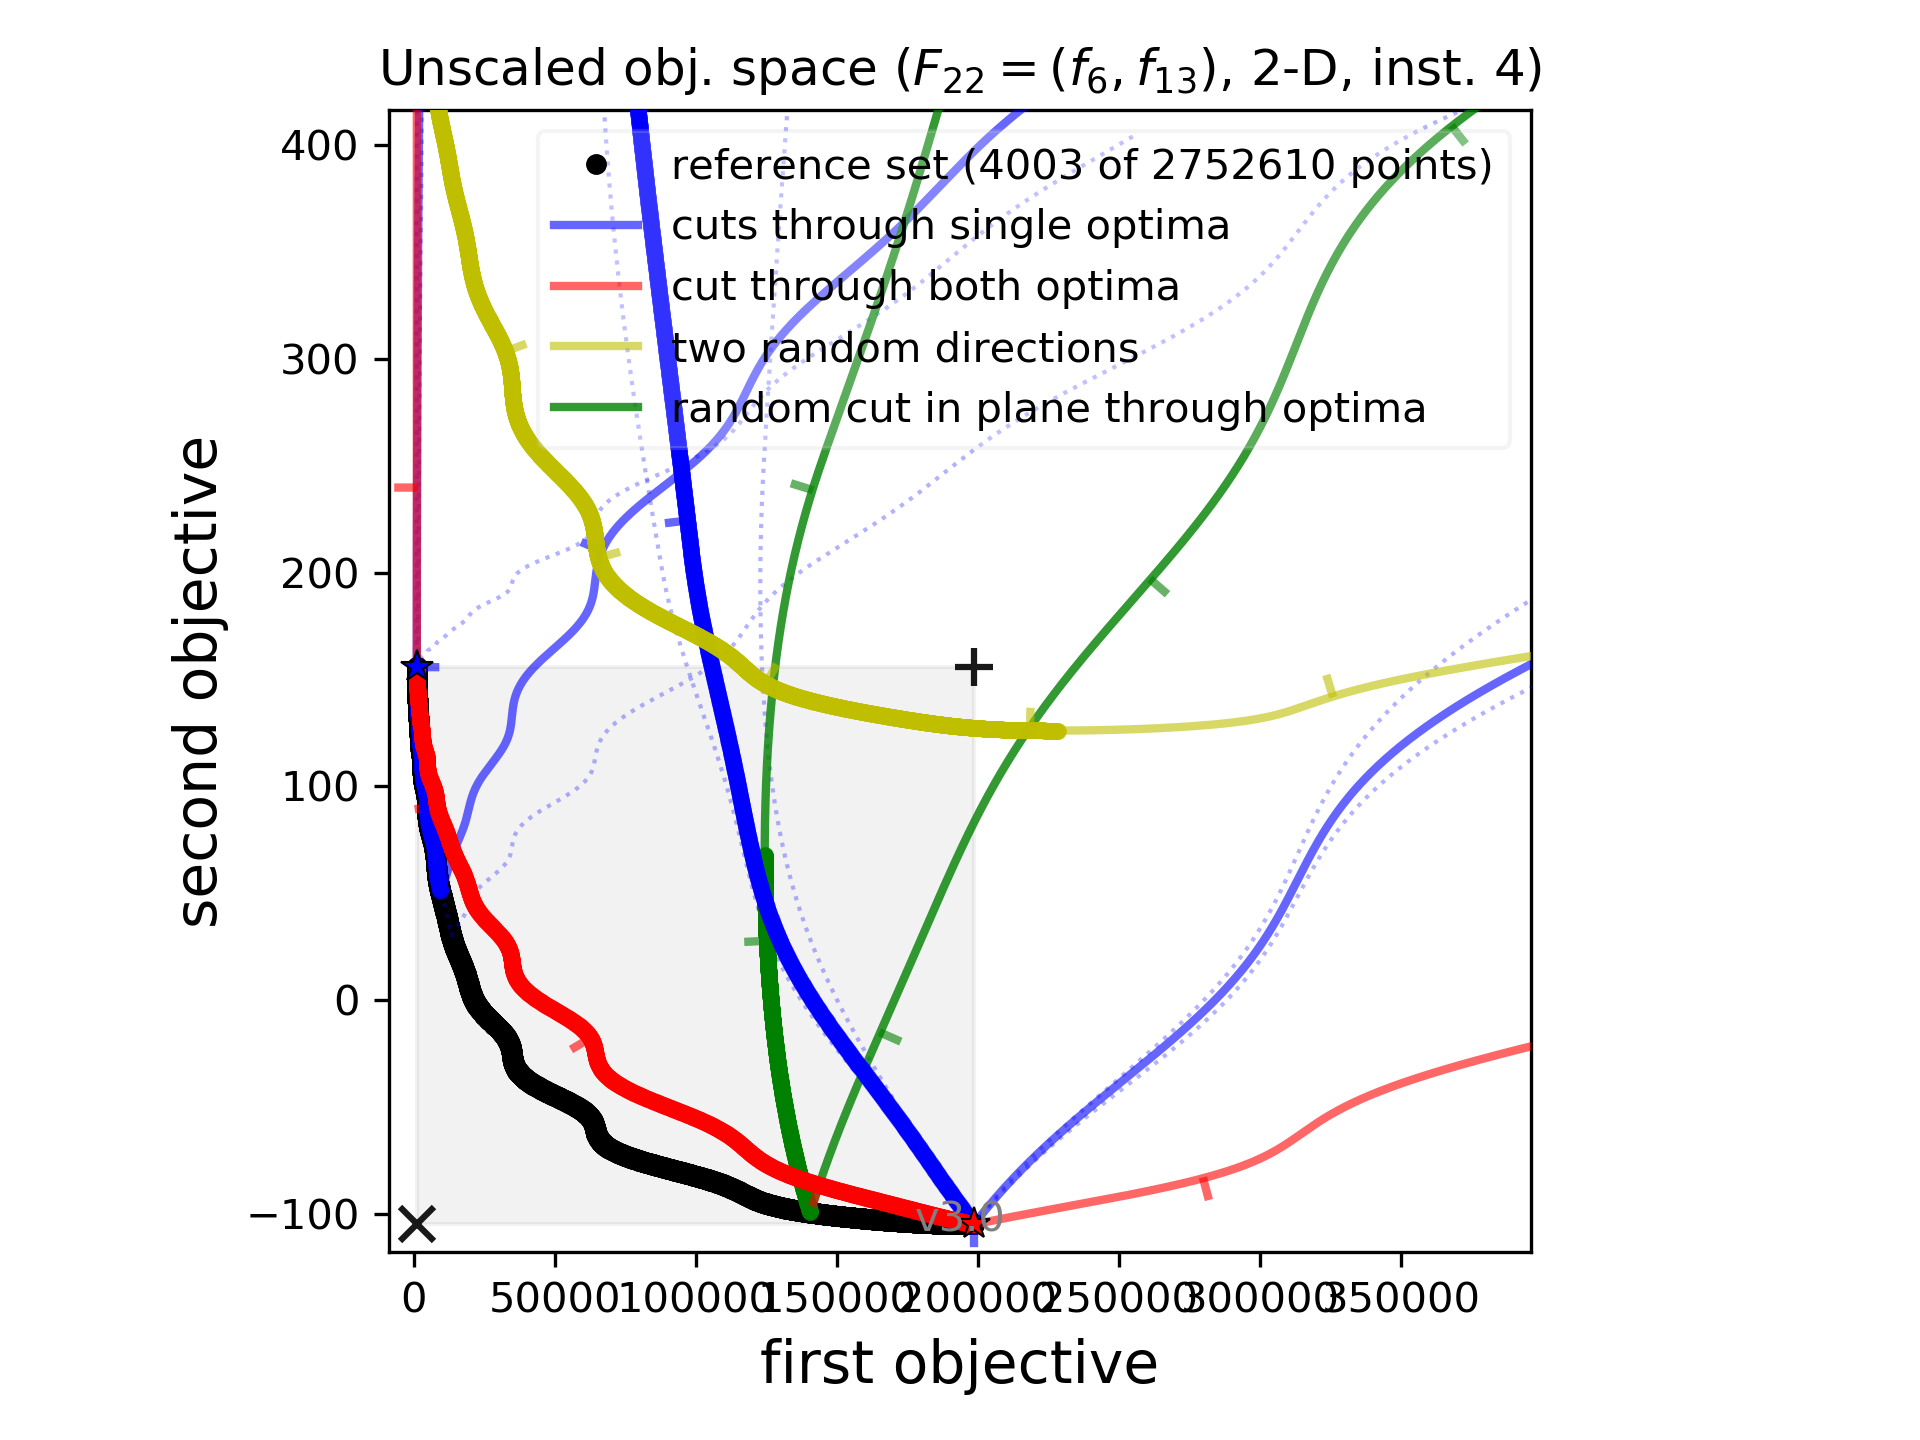 Unscaled obj. space (F22 = (f6, f13), 2-D, inst. 4)
reference set (4003 of 2752610 points)
cuts through single optima
cut through both optima
two random directions
random cut in plane through optima
400
300
200
100
0
−100
second objective
v3.0
0 50000 100000 150000 200000 250000 300000 350000
first objective